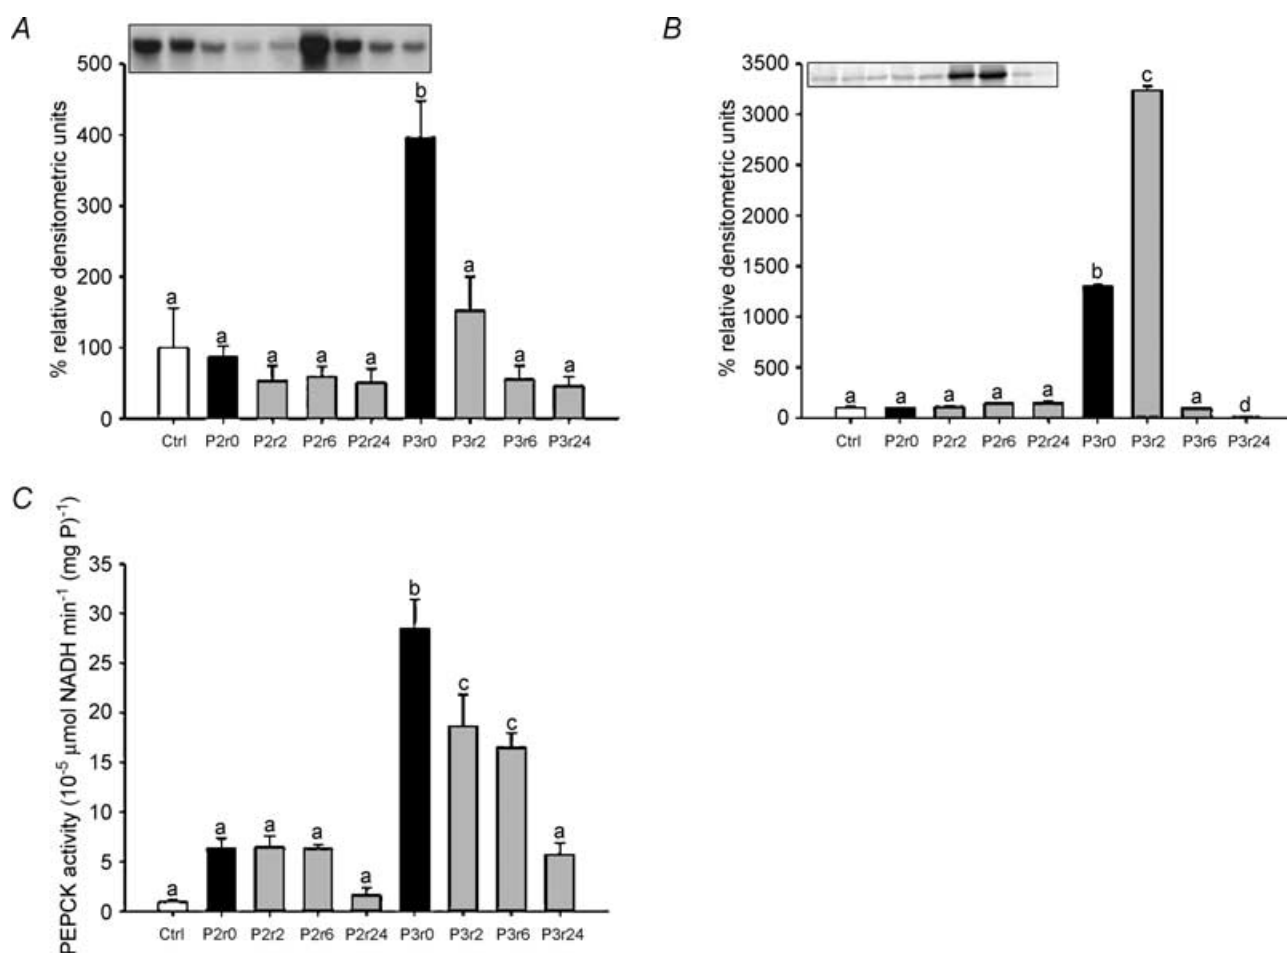 A
% relative densitometric units
500
400
300
200
100
0
a
a
a
a
a
b
a
a
a
Ctrl P2r0 P2r2 P2r6 P2r24 P3r0 P3r2 P3r6 P3r24
B
% relative densitometric units
3500
3000
2500
2000
1500
1000
500
0
a
a
a
a
a
b
c
a
d
Ctrl P2r0 P2r2 P2r6 P2r24 P3r0 P3r2 P3r6 P3r24
C
PEPCK activity (10⁻⁵ μmol NADH min⁻¹ (mg P)⁻¹)
35
30
25
20
15
10
5
0
a
a
a
a
a
b
c
c
a
Ctrl P2r0 P2r2 P2r6 P2r24 P3r0 P3r2 P3r6 P3r24